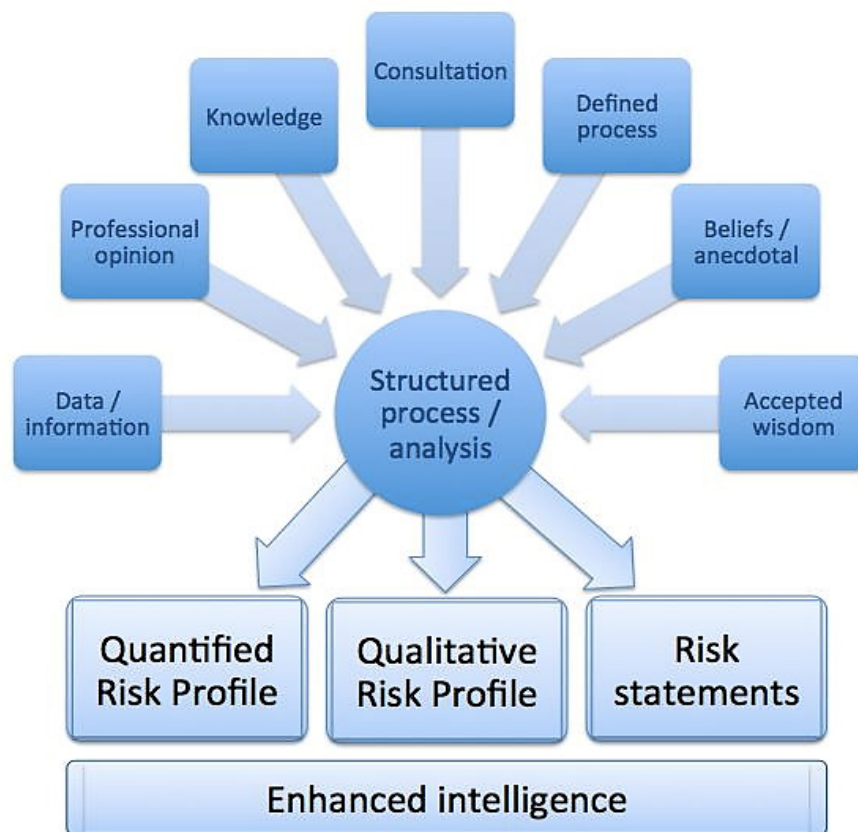 Consultation
Knowledge
Defined
process
Professional
opinion
Beliefs /
anecdotal
Data /
information
Structured
process /
analysis
Accepted
wisdom
Quantified
Risk Profile
Qualitative
Risk Profile
Risk
statements
Enhanced intelligence